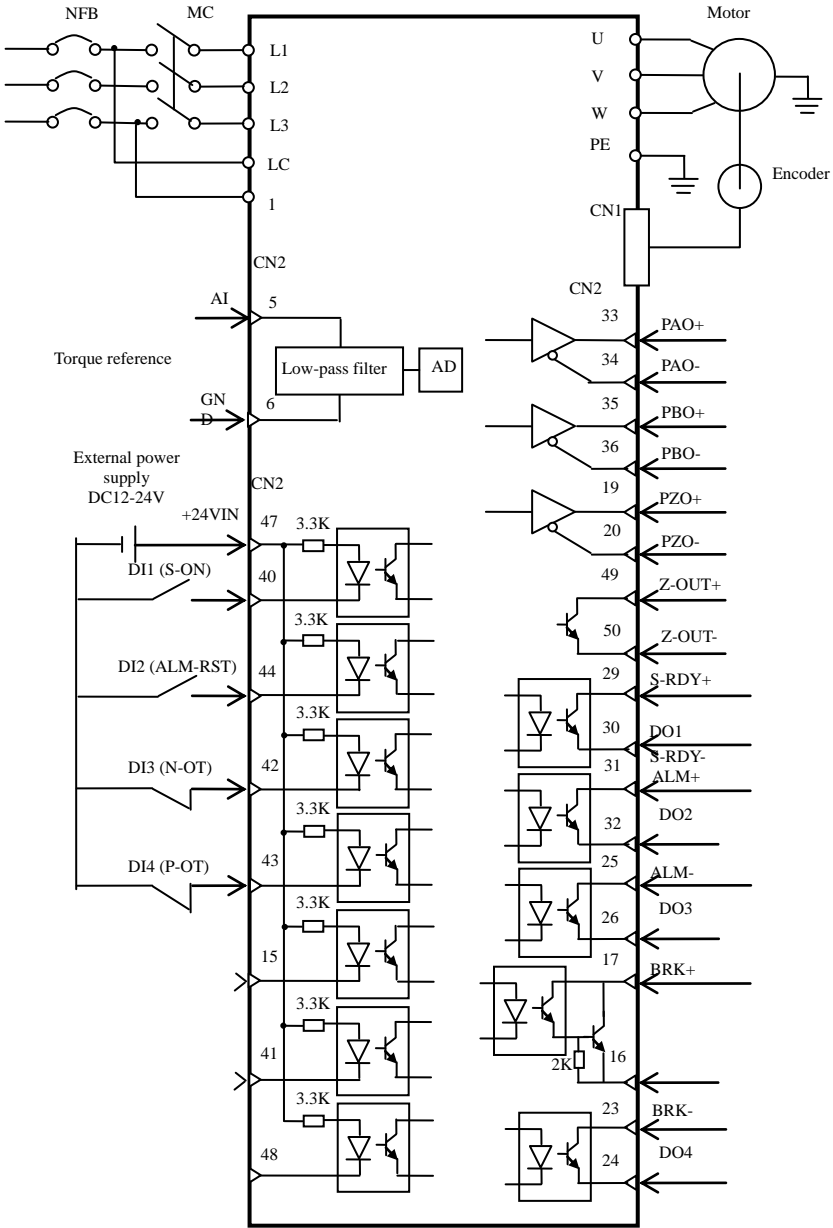 NFB
MC
Motor
L1
L2
L3
LC
1
U
V
W
PE
Encoder
CN1
CN2
AI
5
Torque reference
Low-pass filter
AD
GN
D
6
External power
supply
DC12-24V
CN2
+24VIN
47
3.3K
DI1 (S-ON)
40
3.3K
DI2 (ALM-RST)
44
3.3K
DI3 (N-OT)
42
3.3K
DI4 (P-OT)
43
3.3K
15
3.3K
41
3.3K
48
CN2
33
PAO+
34
PAO-
35
PBO+
36
PBO-
19
PZO+
20
PZO-
49
Z-OUT+
50
Z-OUT-
29
S-RDY+
30
DO1
S-RDY-
31
ALM+
DO2
32
25
ALM-
DO3
26
17
BRK+
2K
16
23
BRK-
DO4
24